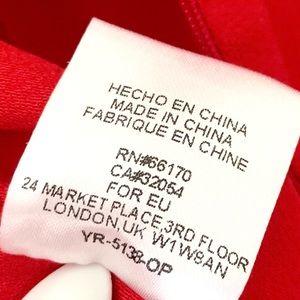 HECHO EN CHINA
MADE IN CHINA
FABRIQUE EN CHINE
RN#66170
CA#32054
FOR EU
24 MARKET PLACE,3RD FLOOR
LONDON,UK W1W8AN
YR-5138-OP